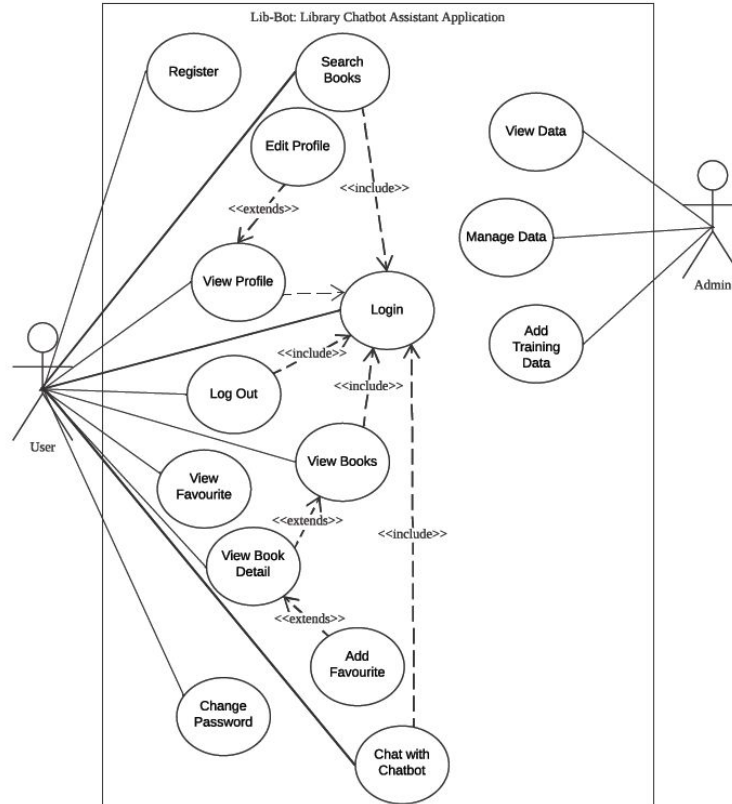 Lib-Bot: Library Chatbot Assistant Application
Register
Search
Books
Edit Profile
View Data
<<include>>
<<extends>>
Manage Data
View Profile
Admin
Login
Add
Training
Data
<<include>>
Log Out
<<include>>
User
View Books
View
Favourite
<<extends>>
<<include>>
View Book
Detail
<<extends>>
Add
Favourite
Change
Password
Chat with
Chatbot